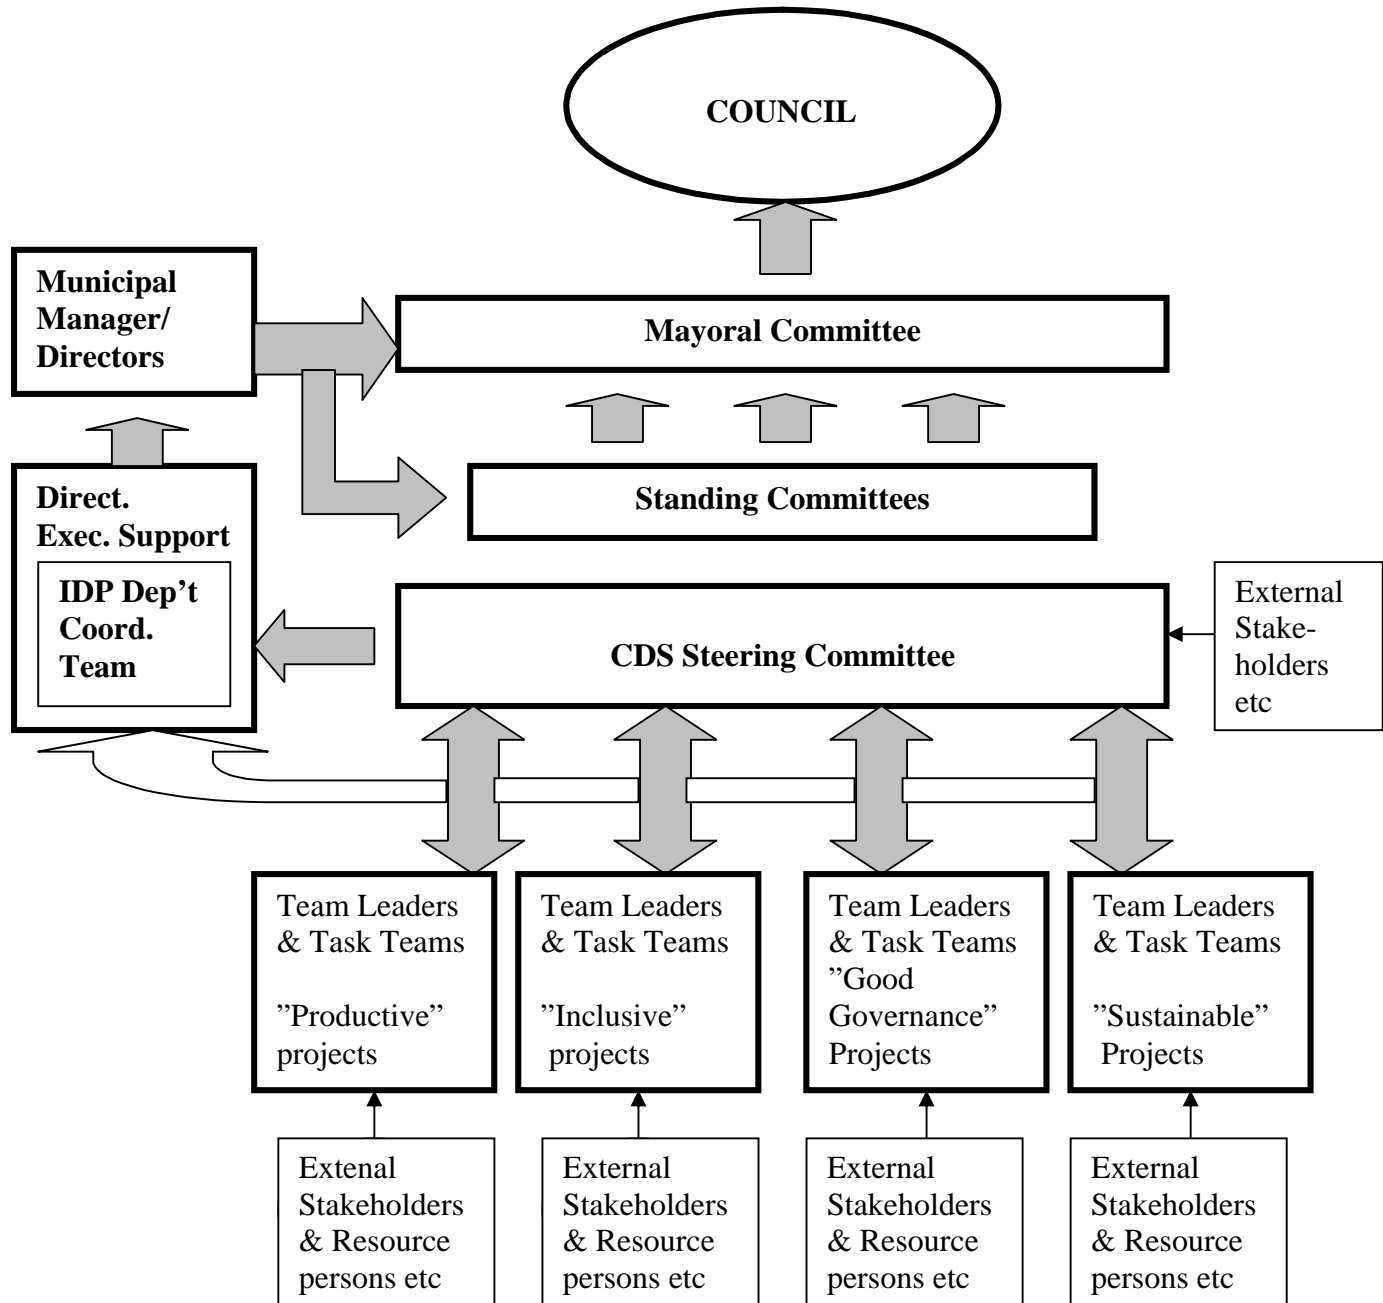 COUNCIL
Municipal
Manager/
Directors
Mayoral Committee
Standing Committees
Direct.
Exec. Support
IDP Dep’t
Coord.
Team
CDS Steering Committee
External
Stake-
holders
etc
Team Leaders
& Task Teams
”Productive”
projects
Team Leaders
& Task Teams
”Inclusive”
projects
Team Leaders
& Task Teams
”Good
Governance”
Projects
Team Leaders
& Task Teams
”Sustainable”
Projects
Extenal
Stakeholders
& Resource
persons etc
External
Stakeholders
& Resource
persons etc
External
Stakeholders
& Resource
persons etc
External
Stakeholders
& Resource
persons etc